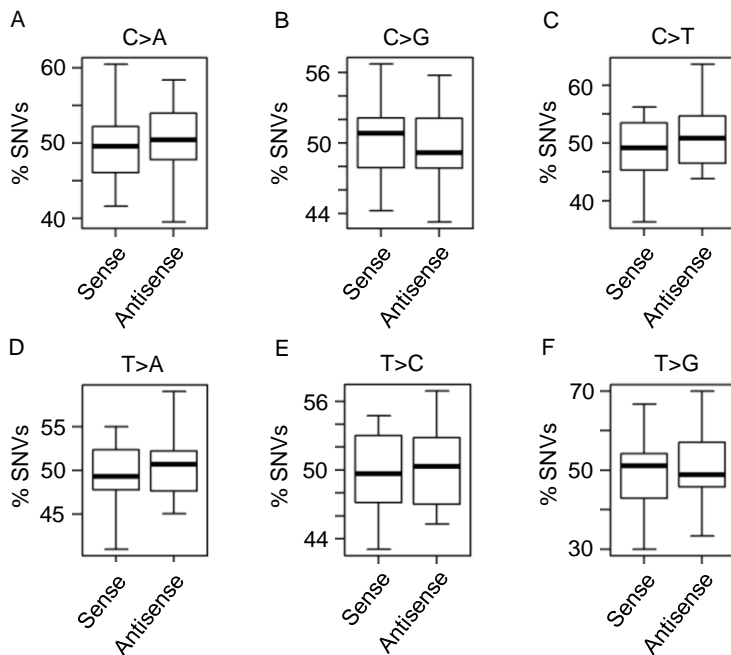 A
C>A
% SNVs
60
50
40
Sense
Antisense
B
C>G
% SNVs
56
50
44
Sense
Antisense
C
C>T
% SNVs
60
50
40
Sense
Antisense
D
T>A
% SNVs
55
50
45
Sense
Antisense
E
T>C
% SNVs
56
50
44
Sense
Antisense
F
T>G
% SNVs
70
50
30
Sense
Antisense